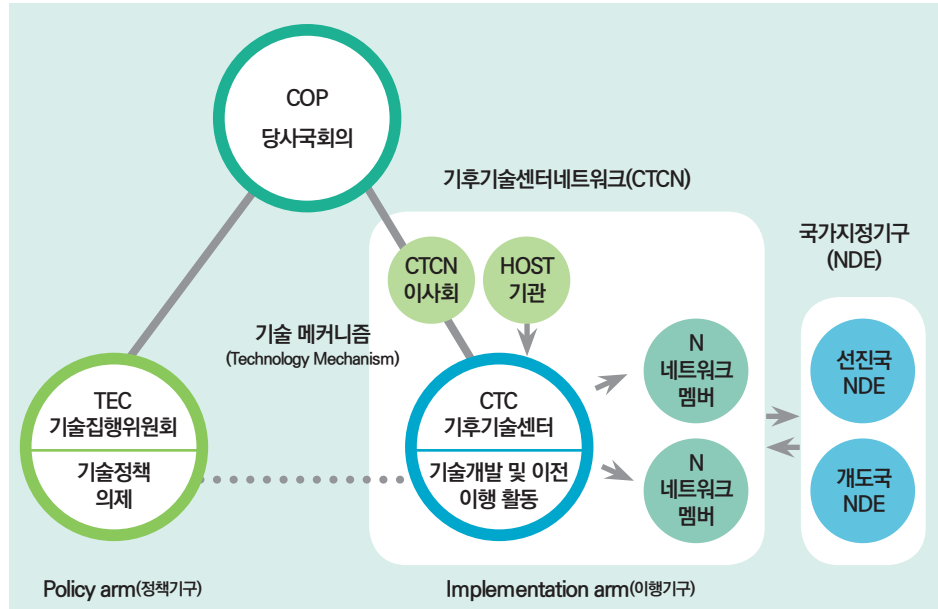 COP
당사국회의
기후기술센터네트워크(CTCN)
국가지정기구
(NDE)
CTCN
이사회
HOST
기관
기술 메커니즘
(Technology Mechanism)
N
네트워크
멤버
선진국
NDE
TEC
기술집행위원회
기술정책
의제
CTC
기후기술센터
기술개발 및 이전
이행 활동
N
네트워크
멤버
개도국
NDE
Policy arm(정책기구)
Implementation arm(이행기구)